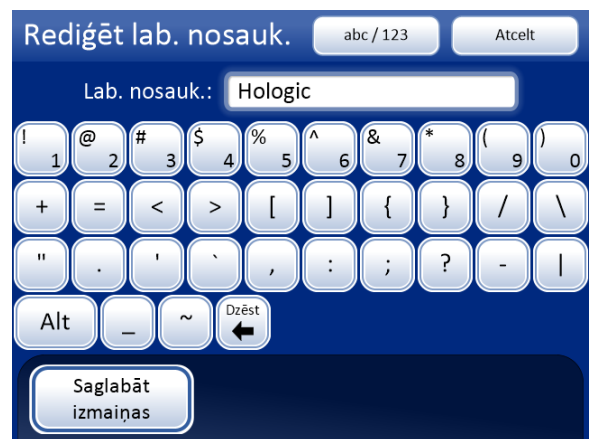 Rediģēt lab. nosauk. abc / 123 Atcelt
Lab. nosauk.: Hologic
! 1 @ 2 # 3 $ 4 % 5 ^ 6 & 7 * 8 ( 9 ) 0
+ = < > [ ] { } / \
" . ' ` , : ; ? - |
Alt _ ~ Dzēst
Saglabāt
izmaiņas